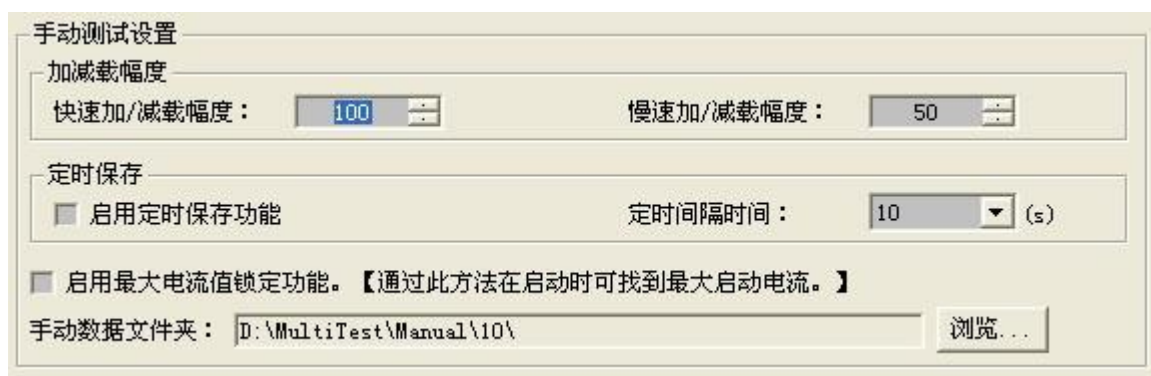 手动测试设置
加减载幅度
快速加/减载幅度： 100 慢速加/减载幅度： 50
定时保存
启用定时保存功能 定时间隔时间： 10 (s)
启用最大电流值锁定功能。【通过此方法在启动时可找到最大启动电流。】
手动数据文件夹： D:\MultiTest\Manual\10\ 浏览...